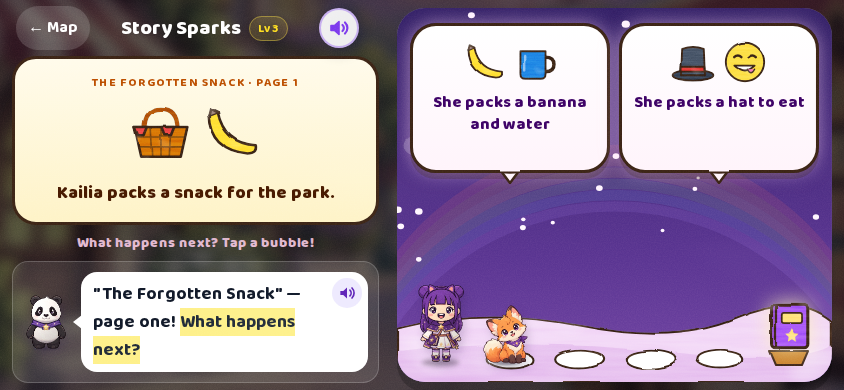 ← Map
Story Sparks
Lv 3
THE FORGOTTEN SNACK · PAGE 1
Kailia packs a snack for the park.
What happens next? Tap a bubble!
"The Forgotten Snack" —
page one! What happens
next?
She packs a banana
and water
She packs a hat to eat